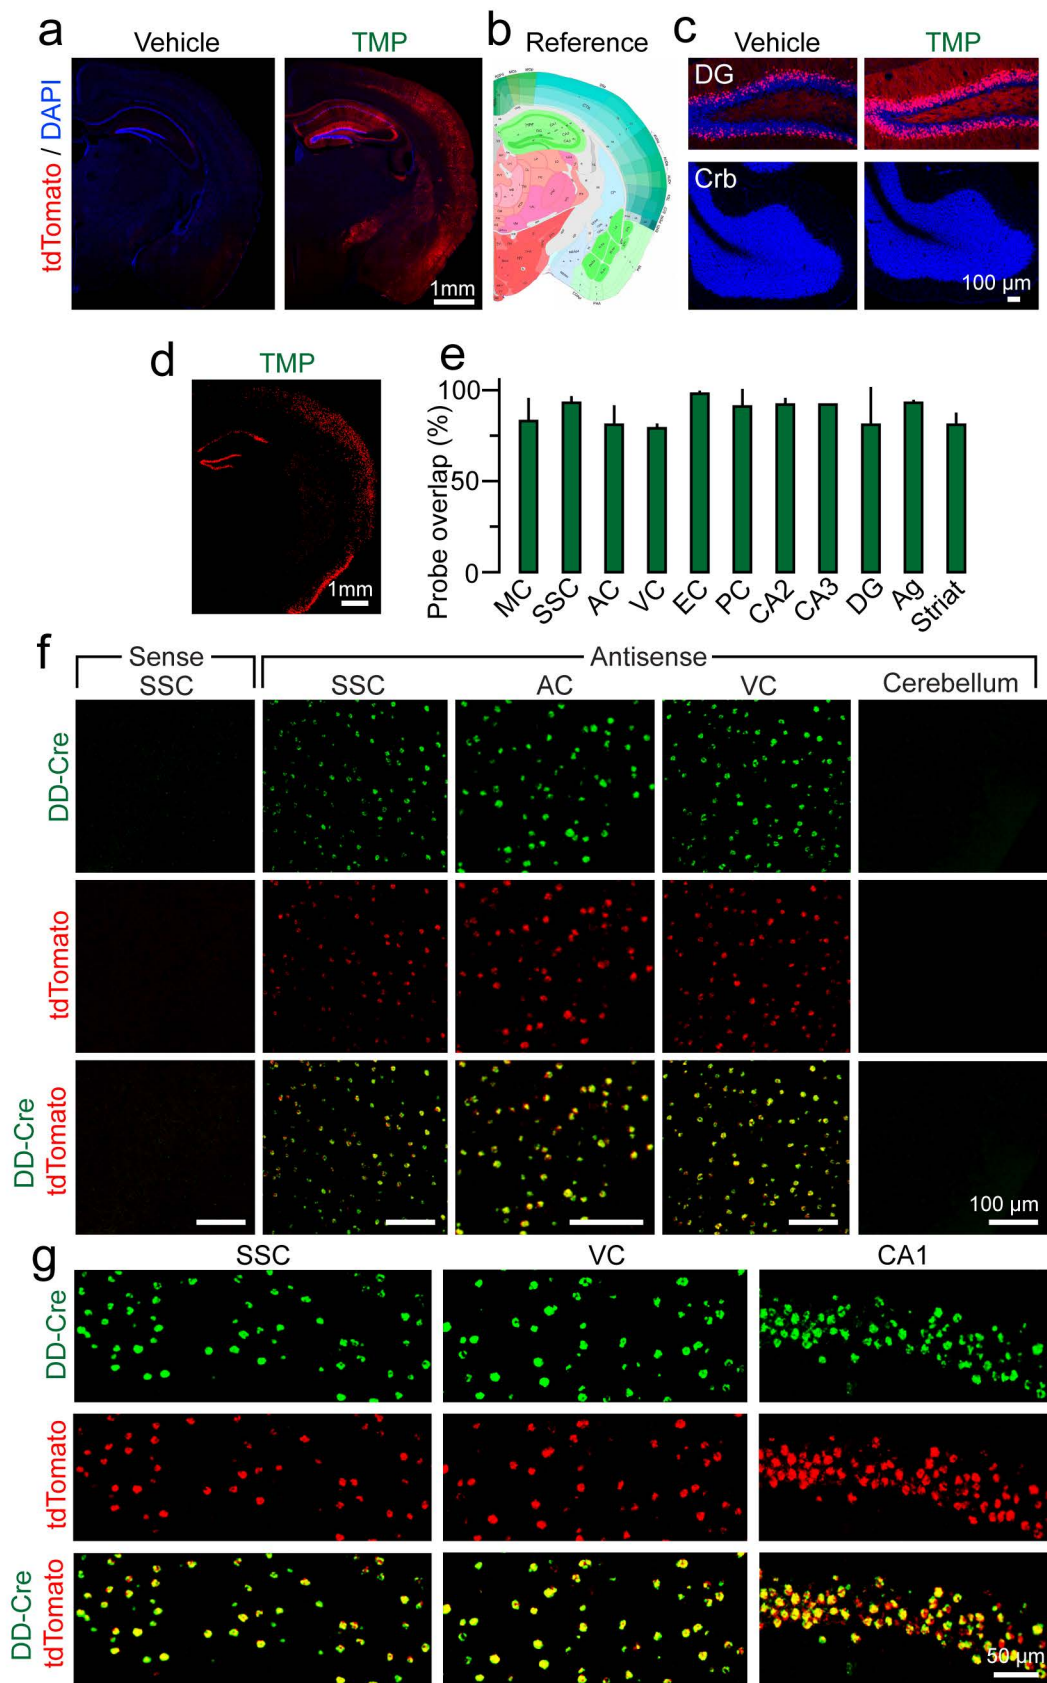 a
Vehicle
TMP
tdTomato / DAPI
1mm
b
Reference
c
Vehicle
TMP
DG
Crb
100 µm
d
TMP
1mm
e
Probe overlap (%)
100
50
0
MC
SSC
AC
VC
EC
PC
CA2
CA3
DG
Ag
Striat
f
Sense
Antisense
SSC
SSC
AC
VC
Cerebellum
DD-Cre
tdTomato
DD-Cre
tdTomato
100 µm
g
SSC
VC
CA1
DD-Cre
tdTomato
DD-Cre
tdTomato
50 µm